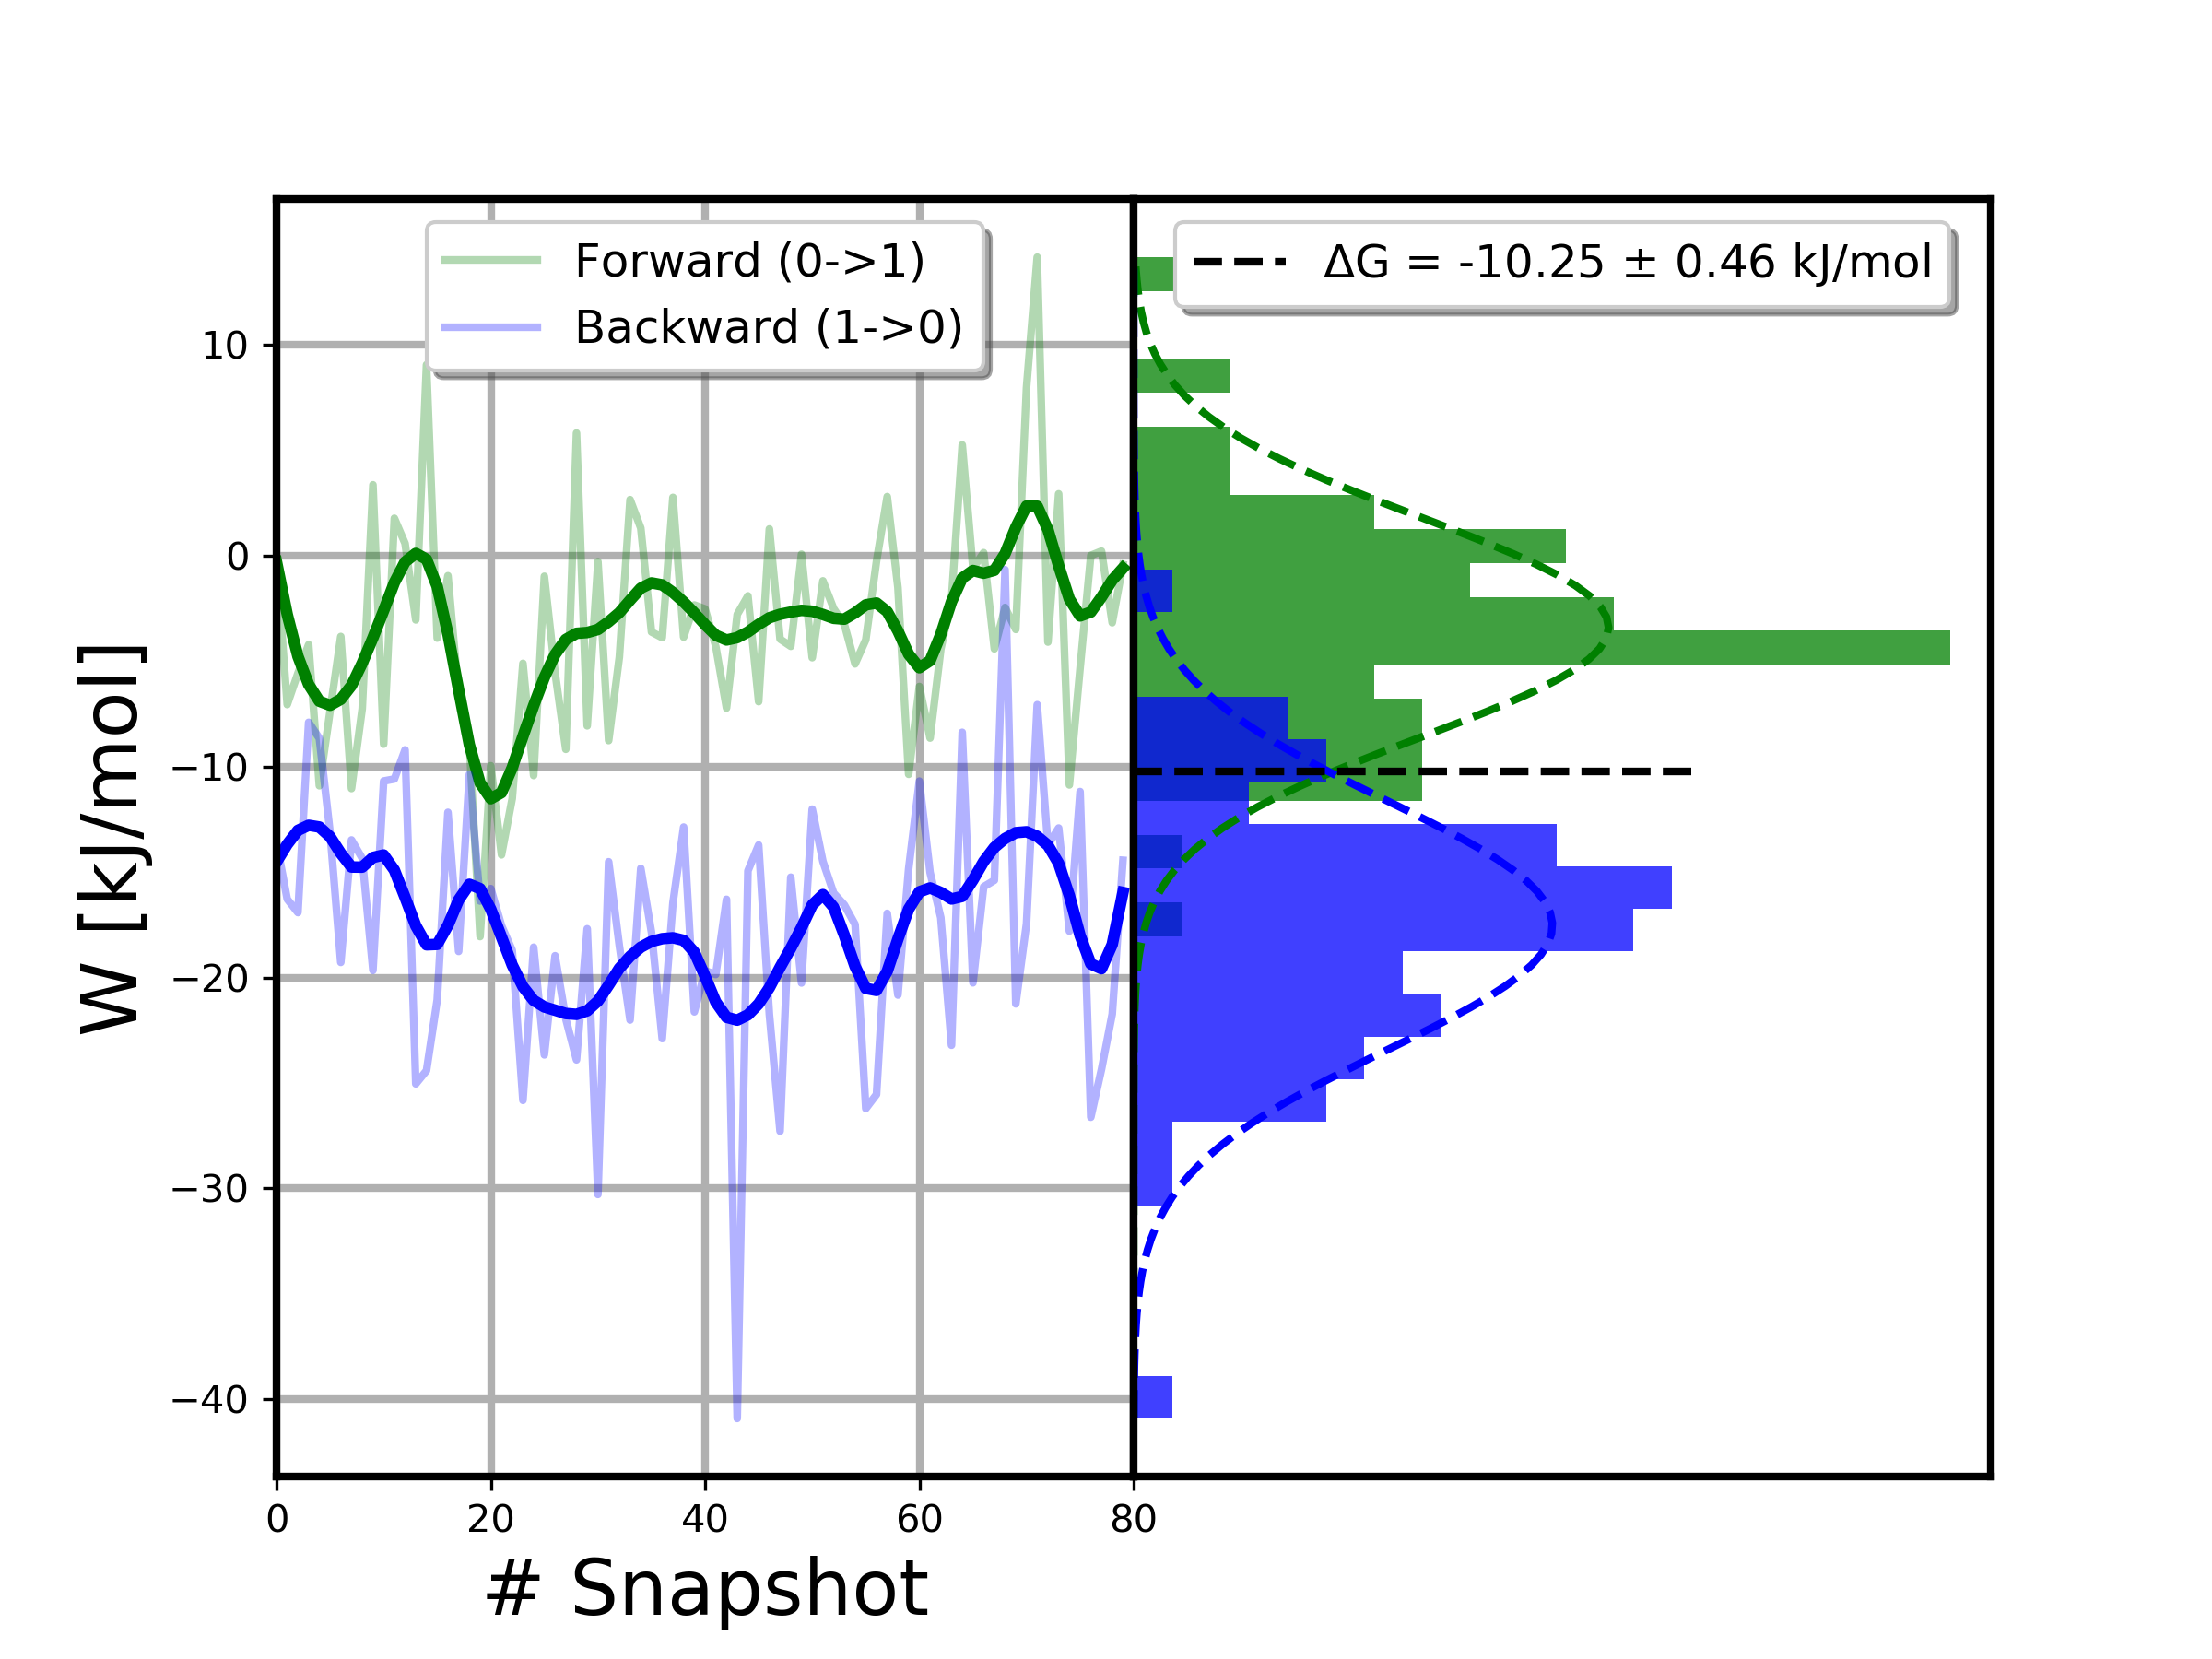 Forward (0->1)
Backward (1->0)
ΔG = -10.25 ± 0.46 kJ/mol
10
0
−10
−20
−30
−40
W [kJ/mol]
0 20 40 60 80
# Snapshot